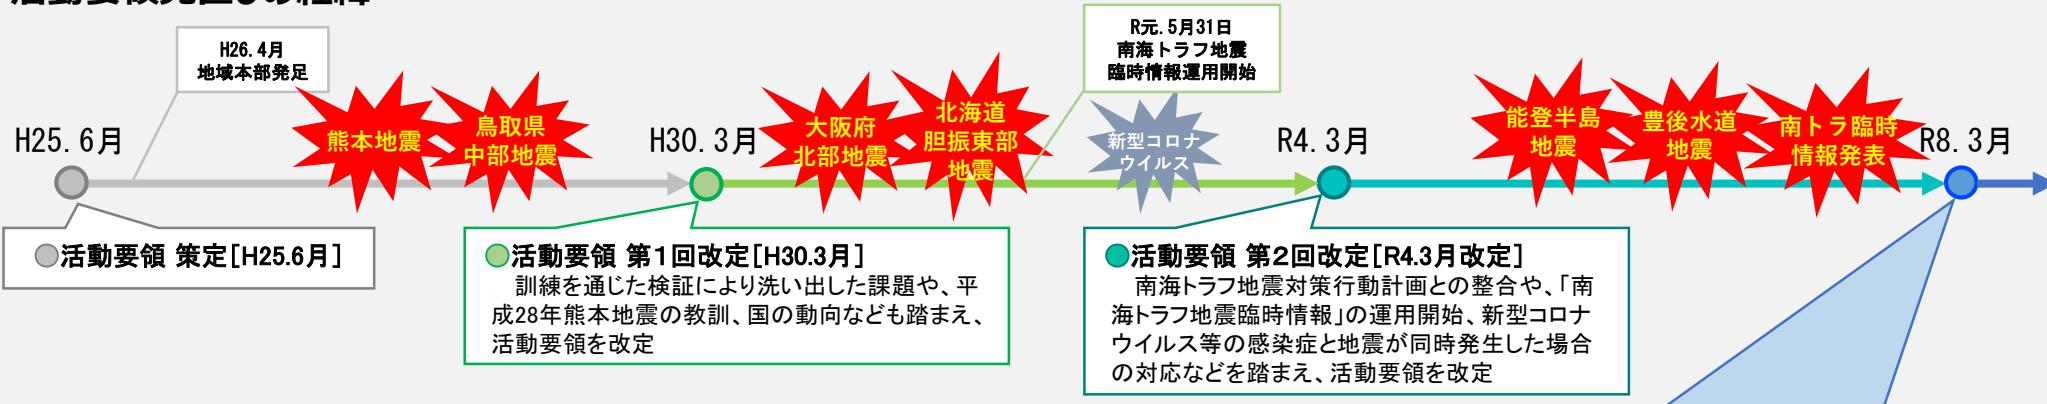 活動要領見直しの経緯
H26.4月
地域本部発足
R元.5月31日
南海トラフ地震
臨時情報運用開始
H25.6月
熊本地震
鳥取県
中部地震
H30.3月
大阪府
北部地震
北海道
胆振東部
地震
新型コロナ
ウイルス
R4.3月
能登半島
地震
豊後水道
地震
南トラ臨時
情報発表
R8.3月
●活動要領 策定[H25.6月]
●活動要領 第1回改定[H30.3月]
訓練を通じた検証により洗い出した課題や、平
成28年熊本地震の教訓、国の動向なども踏まえ、
活動要領を改定
●活動要領 第2回改定[R4.3月改定]
南海トラフ地震対策行動計画との整合や、「南
海トラフ地震臨時情報」の運用開始、新型コロナ
ウイルス等の感染症と地震が同時発生した場合
の対応などを踏まえ、活動要領を改定